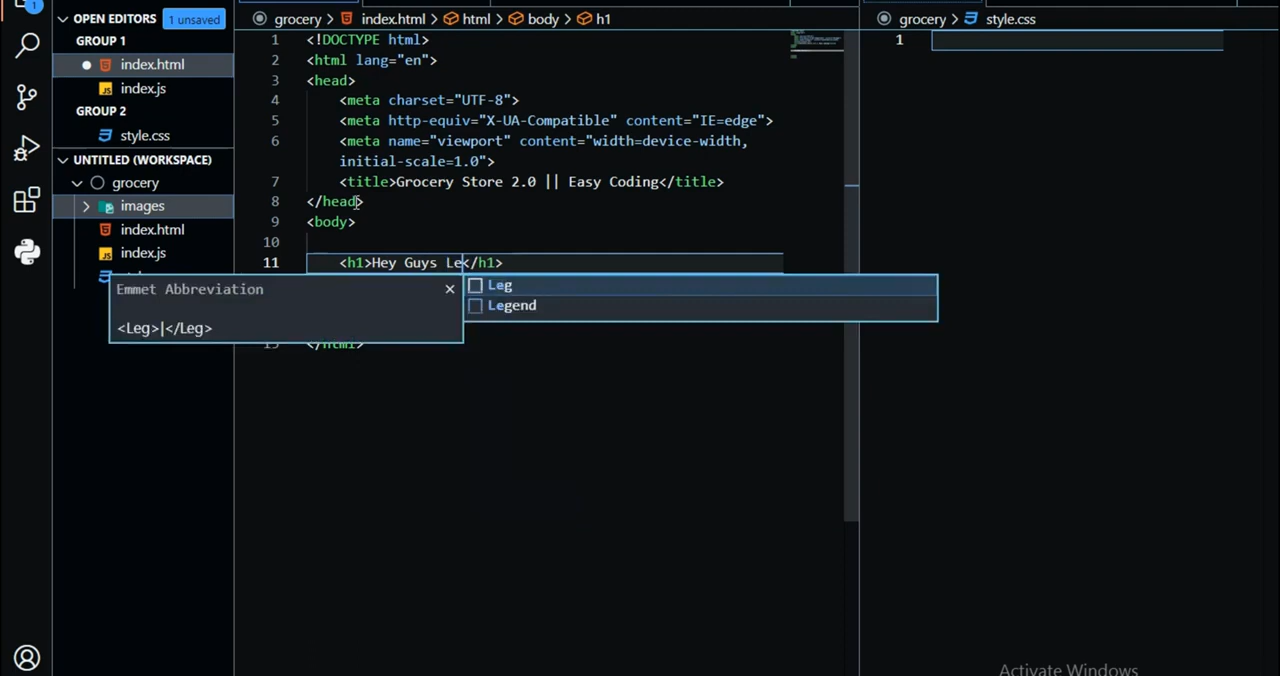 1
OPEN EDITORS 1 unsaved
GROUP 1
index.html
index.js
GROUP 2
style.css
UNTITLED (WORKSPACE)
grocery
images
index.html
index.js
grocery > index.html > html > body > h1
1 <!DOCTYPE html>
2 <html lang="en">
3 <head>
4 <meta charset="UTF-8">
5 <meta http-equiv="X-UA-Compatible" content="IE=edge">
6 <meta name="viewport" content="width=device-width,
initial-scale=1.0">
7 <title>Grocery Store 2.0 || Easy Coding</title>
8 </head>
9 <body>
10
11 <h1>Hey Guys Le</h1>
Emmet Abbreviation
<Leg>|</Leg>
Leg
Legend
</html>
grocery > style.css
1
Activate Windows